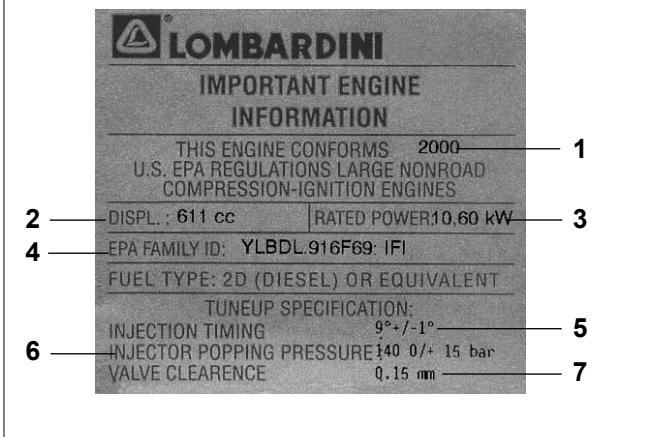 LOMBARDINI
IMPORTANT ENGINE
INFORMATION
THIS ENGINE CONFORMS 2000 1
U.S. EPA REGULATIONS LARGE NONROAD
COMPRESSION-IGNITION ENGINES
2 DISPL. : 611 cc RATED POWER: 10,60 kW 3
4 EPA FAMILY ID: YLBDL.916F69: IFI
FUEL TYPE: 2D (DIESEL) OR EQUIVALENT
TUNEUP SPECIFICATION:
INJECTION TIMING 9°+/-1° 5
6 INJECTOR POPPING PRESSURE: 140 0/+ 15 bar
VALVE CLEARENCE 0.15 mm 7